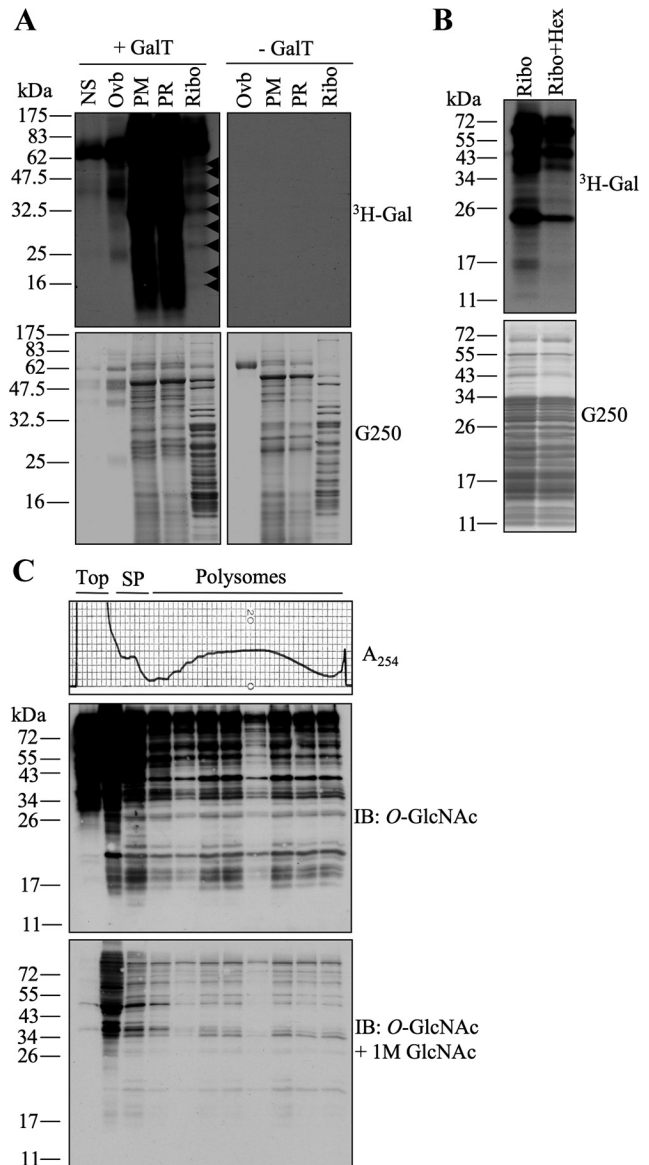 A
B
+ GalT
- GalT
kDa
NS
Ovb
PM
PR
Ribo
Ovb
PM
PR
Ribo
175
83
62
47.5
32.5
25
16
³H-Gal
175
83
62
47.5
32.5
25
16
G250
Ribo
Ribo+Hex
kDa
72
55
43
34
26
17
11
³H-Gal
72
55
43
34
26
17
11
G250
C
Top SP Polysomes
20
0
A₂₅₄
kDa
72
55
43
34
26
17
11
IB: O-GlcNAc
72
55
43
34
26
17
11
IB: O-GlcNAc
+ 1M GlcNAc